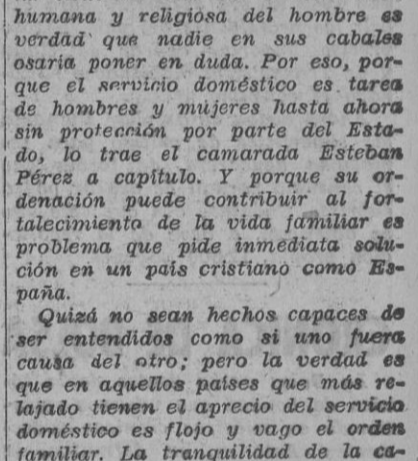 humana y religiosa del hombre es
verdad que nadie en sus cabales
osaría poner en duda. Por eso, por-
que el servicio doméstico es tarea
de hombres y mujeres hasta ahora
sin protección por parte del Esta-
do, lo trae el camarada Esteban
Pérez a capítulo. Y porque su or-
denación puede contribuir al for-
talecimiento de la vida familiar es
problema que pide inmediata solu-
ción en un país cristiano como Es-
paña.
Quizá no sean hechos capaces de
ser entendidos como si uno fuera
causa del otro; pero la verdad es
que en aquellos países que más re-
lajado tienen el aprecio del servicio
doméstico es flojo y vago el orden
familiar. La tranquilidad de la ca-